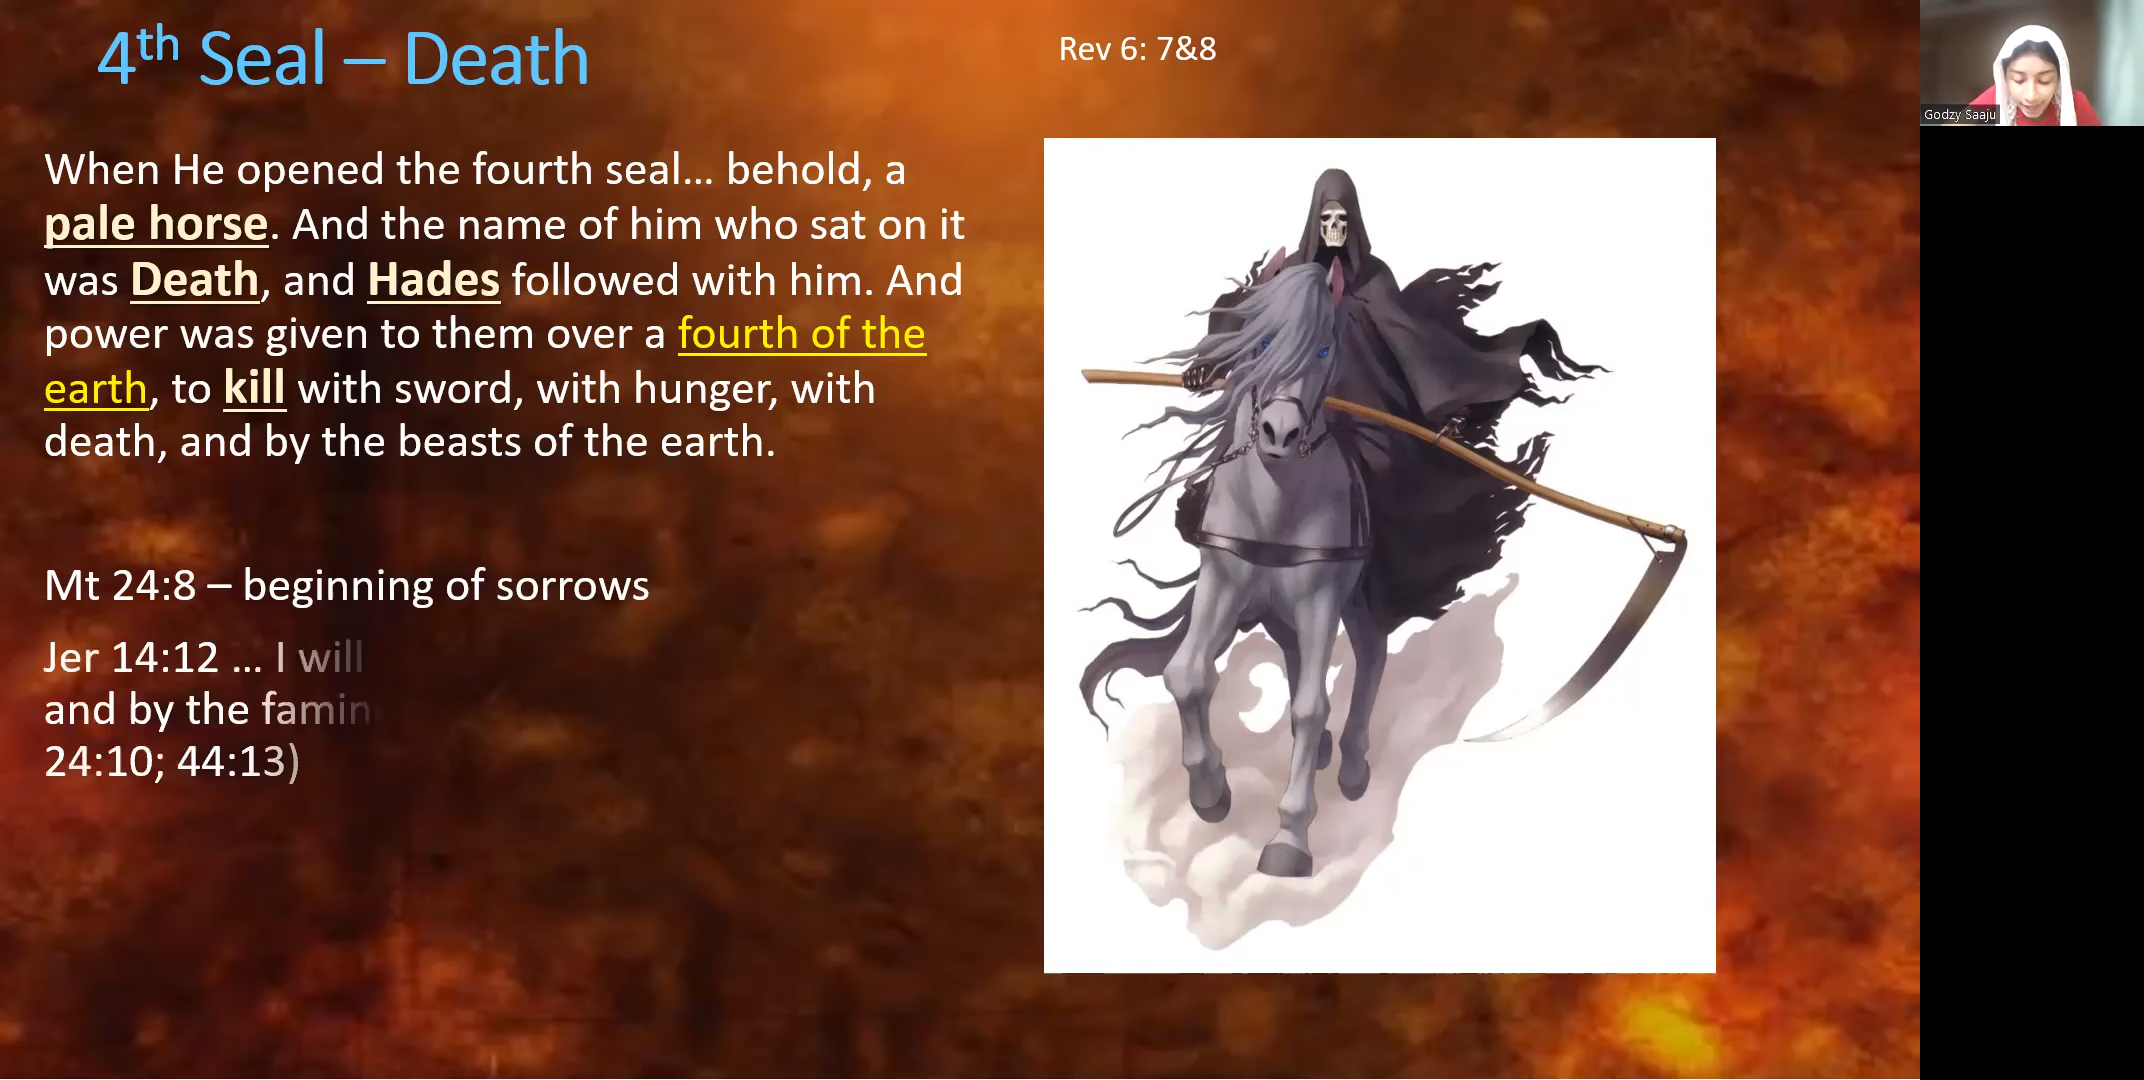 4th Seal – Death
Rev 6: 7&8
Godzy Saaju
When He opened the fourth seal... behold, a
pale horse. And the name of him who sat on it
was Death, and Hades followed with him. And
power was given to them over a fourth of the
earth, to kill with sword, with hunger, with
death, and by the beasts of the earth.
Mt 24:8 – beginning of sorrows
Jer 14:12 ... I will
and by the famin
24:10; 44:13)